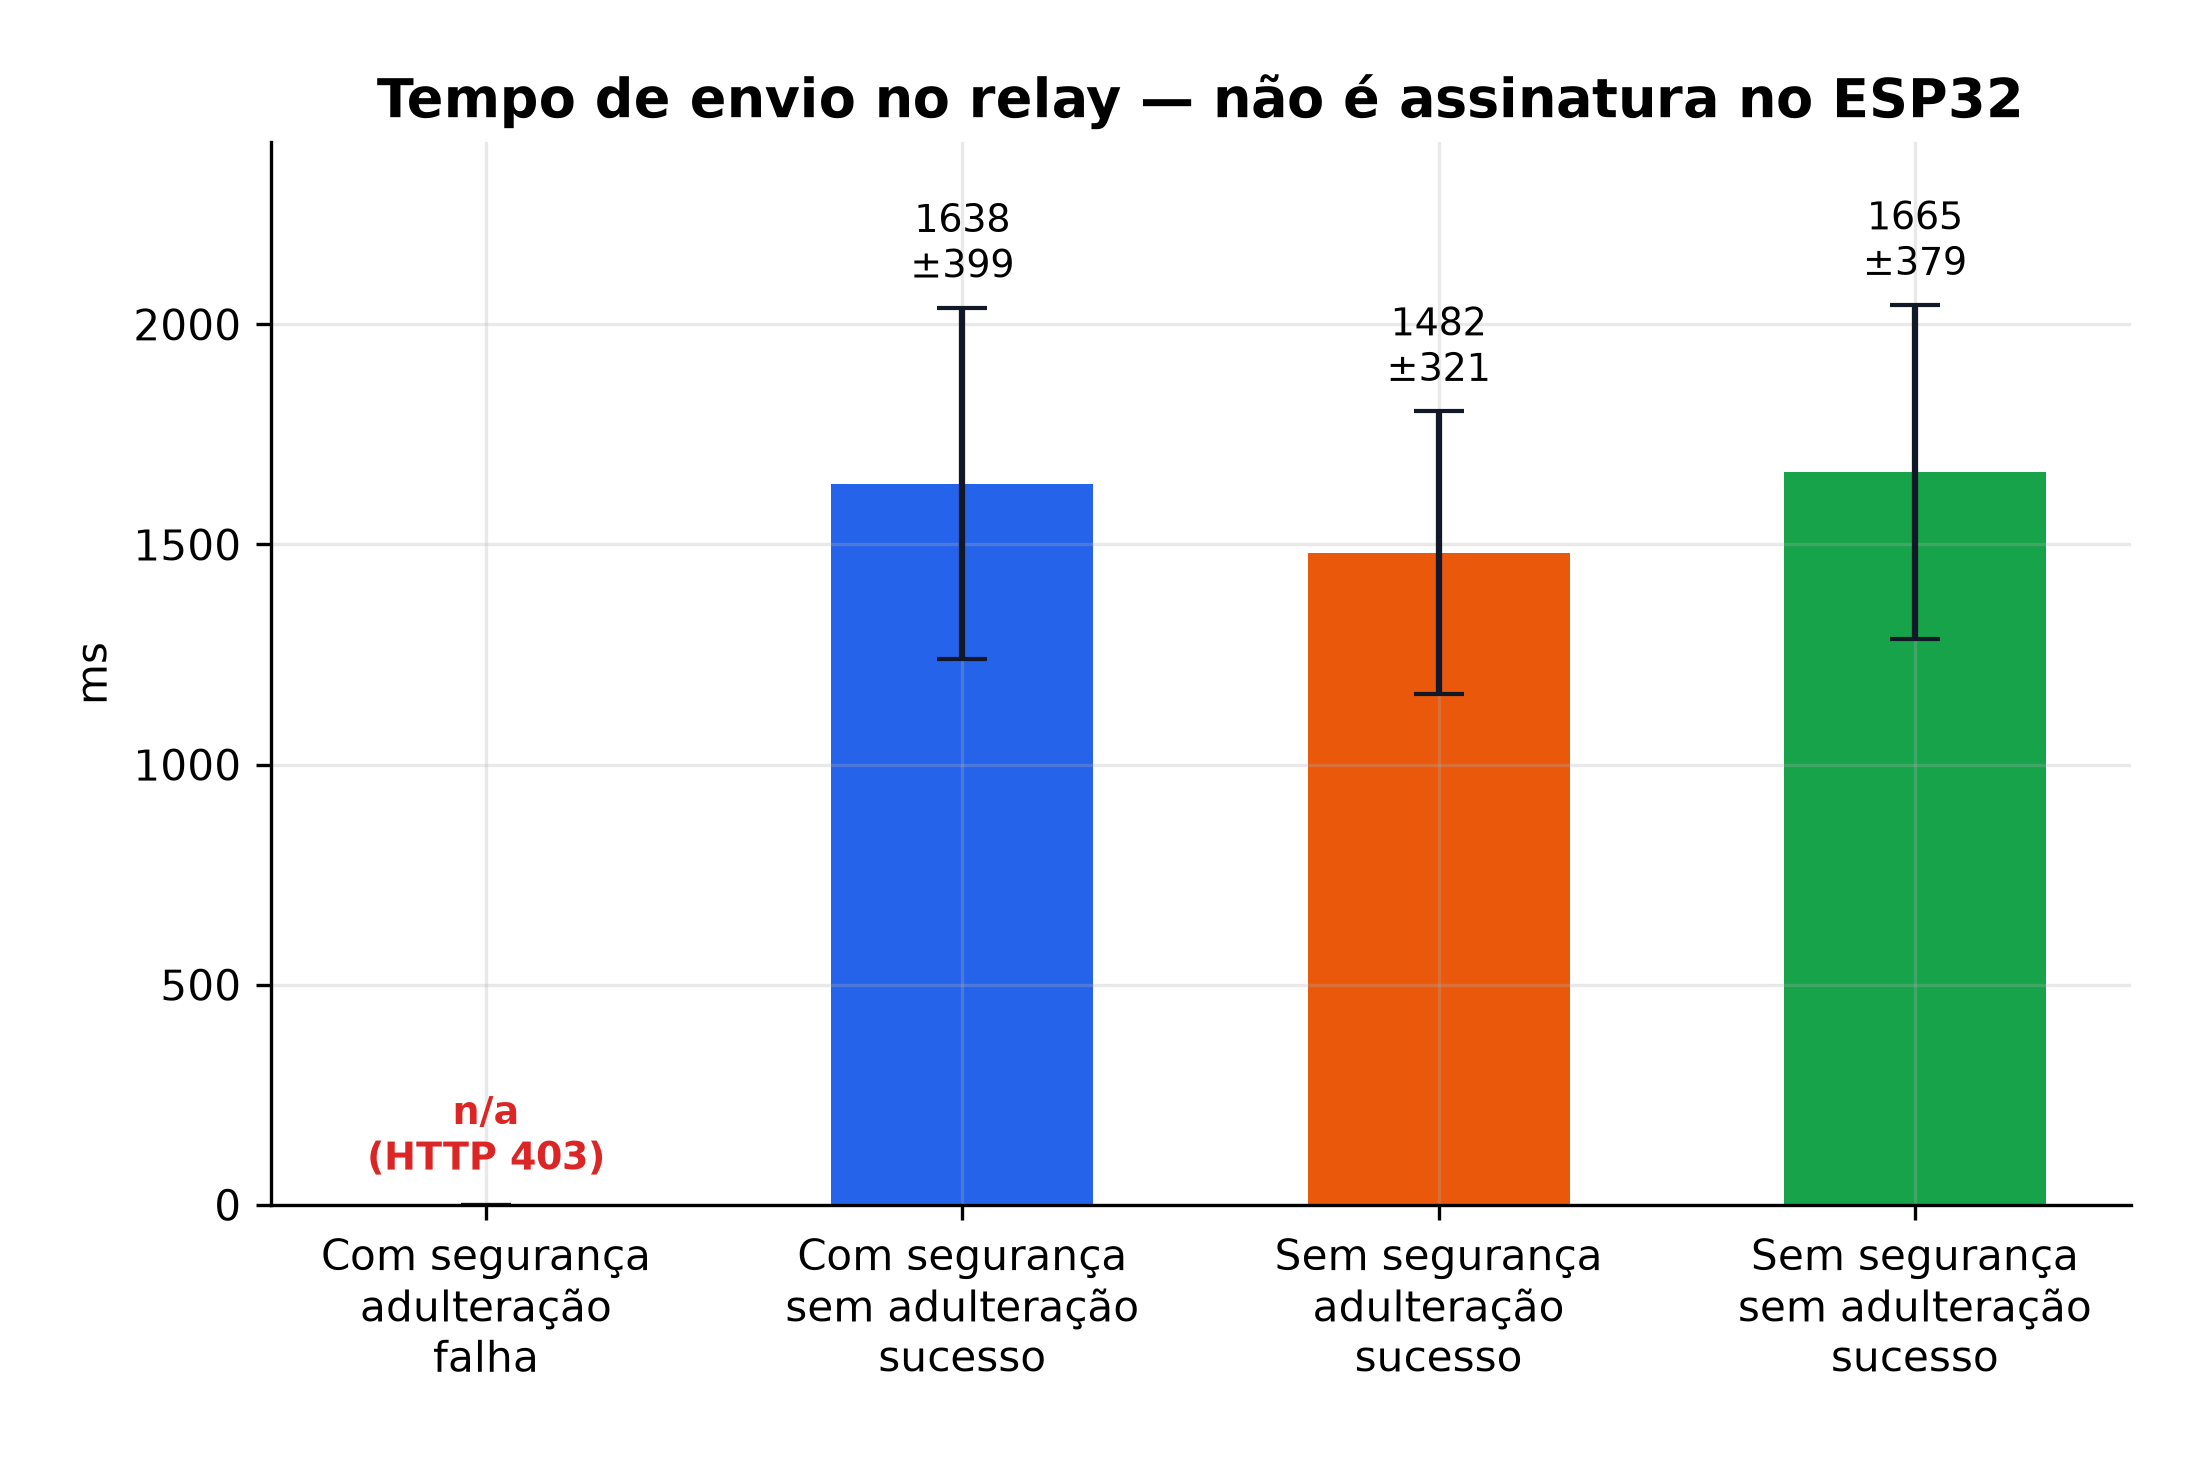 Tempo de envio no relay — não é assinatura no ESP32
1638
±399
1665
±379
1482
±321
2000
1500
1000
500
0
ms
n/a
(HTTP 403)
Com segurança
adulteração
falha
Com segurança
sem adulteração
sucesso
Sem segurança
adulteração
sucesso
Sem segurança
sem adulteração
sucesso